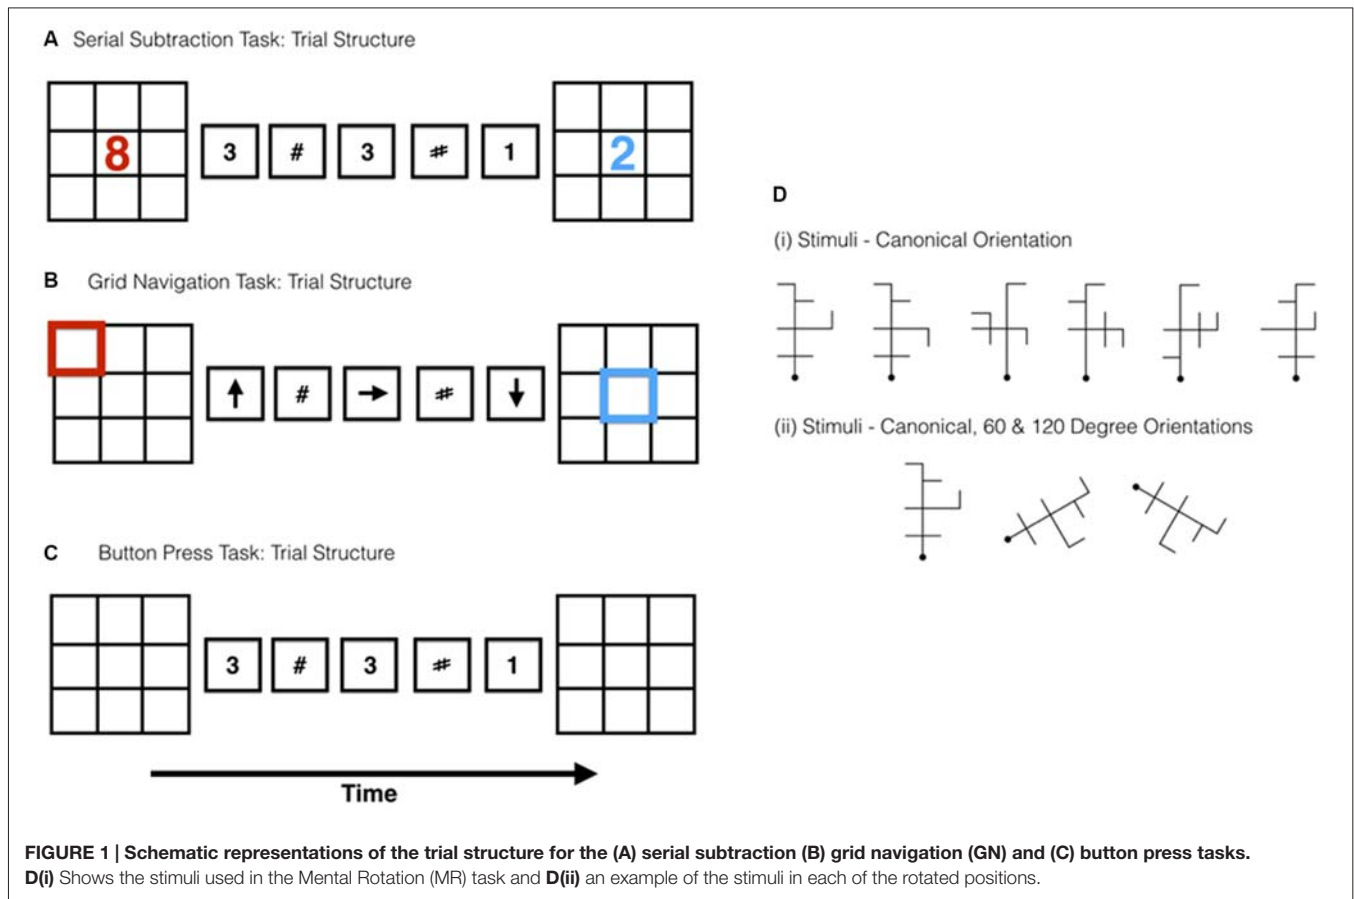 A Serial Subtraction Task: Trial Structure
8 3 # 3 # 1 2
B Grid Navigation Task: Trial Structure
↑ # → # ↓
C Button Press Task: Trial Structure
3 # 3 # 1
Time
D
(i) Stimuli - Canonical Orientation
(ii) Stimuli - Canonical, 60 & 120 Degree Orientations
FIGURE 1 | Schematic representations of the trial structure for the (A) serial subtraction (B) grid navigation (GN) and (C) button press tasks.
D(i) Shows the stimuli used in the Mental Rotation (MR) task and D(ii) an example of the stimuli in each of the rotated positions.